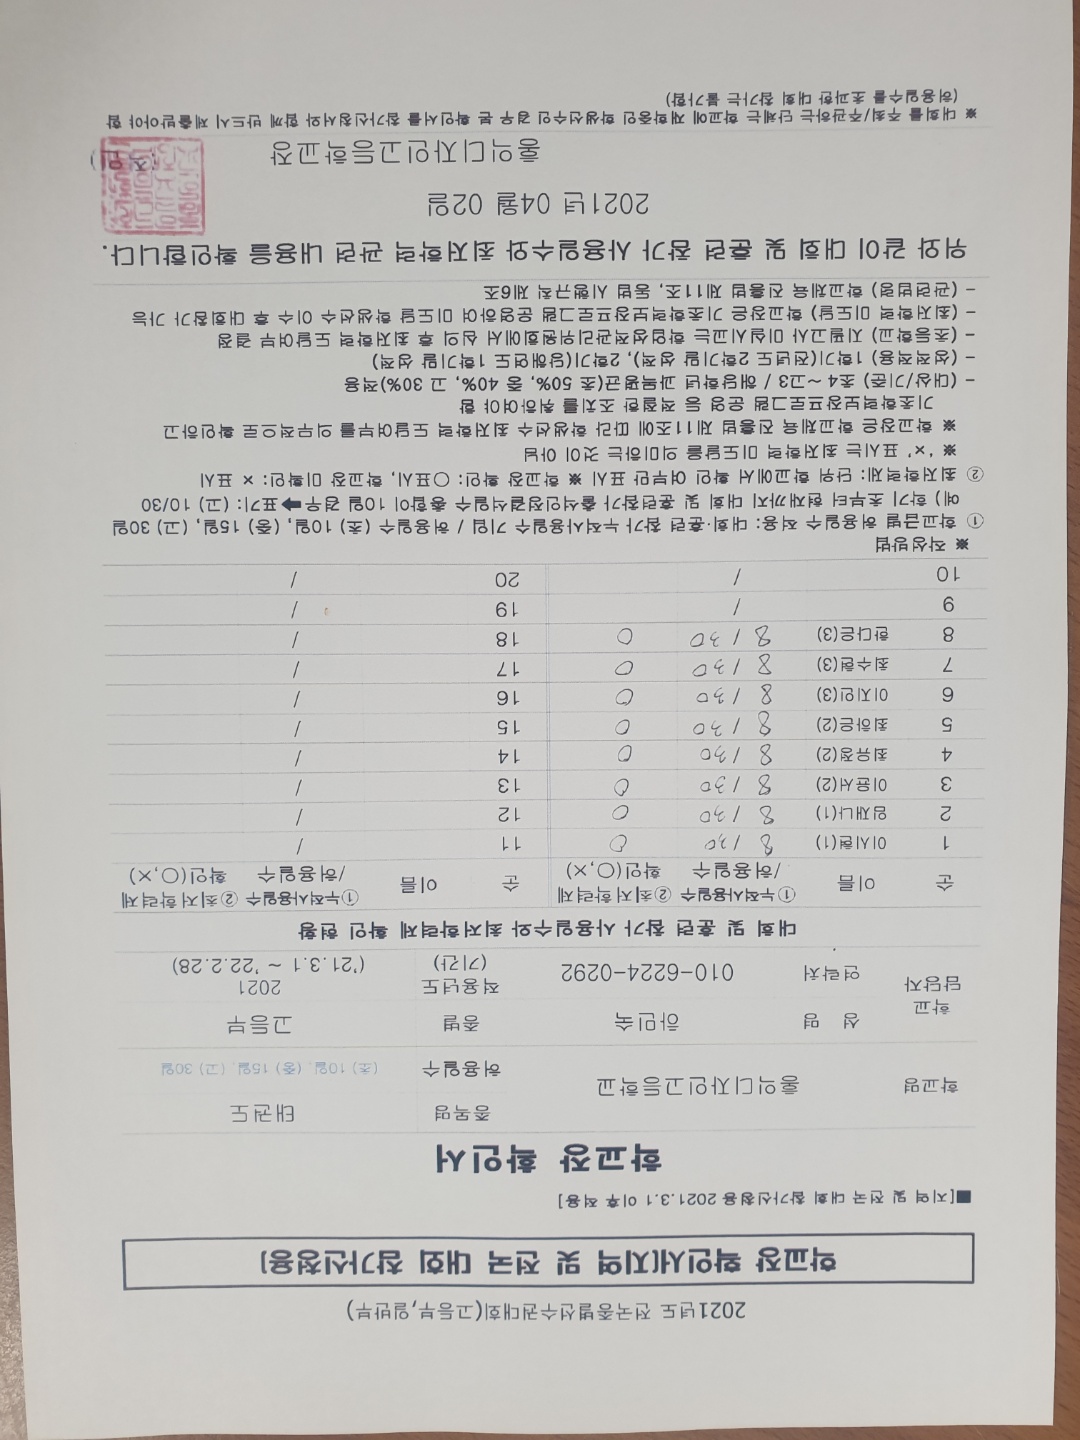 2021년도 전국종별선수권대회(고등부,일반부)
학교장 확인서[지역 및 전국 대회 참가신청용]
■[지역 및 전국 대회 참가신청용 2021.3.1 이후 적용]
학교장 확인서
학교명 홍익디자인고등학교 종목명 태권도
허용일수 (초) 10일, (중) 15일, (고) 30일
학교 담당자 성 명 하민숙 종별 고등부
연락처 010-6224-0292 적용년도 (기간) 2021 ('21.3.1 ~ '22.2.28)
대회 및 훈련 참가 사용일수와 최저학력제 확인 현황
순 이름 ①누적사용일수/허용일수 ②최저학력제 확인(○,×) 순 이름 ①누적사용일수/허용일수 ②최저학력제 확인(○,×)
1 이시현(1) 8 / 30 ○ 11 /
2 임재나(1) 8 / 30 ○ 12 /
3 이윤서(2) 8 / 30 ○ 13 /
4 최유정(2) 8 / 30 ○ 14 /
5 최하은(2) 8 / 30 ○ 15 /
6 이지인(3) 8 / 30 ○ 16 /
7 최수현(3) 8 / 30 ○ 17 /
8 한다은(3) 8 / 30 ○ 18 /
9 / 19 /
10 / 20 /
※ 작성방법
① 학교급별 허용일수 적용: 대회·훈련 참가 누적사용일수 기입 / 허용일수 (초) 10일, (중) 15일, (고) 30일
예) 학기 초부터 현재까지 대회 및 훈련참가 출석인정결석일수 총합이 10일 경우➡표기: (고) 10/30
② 최저학력제: 단위 학교에서 확인 여부만 표시 ※ 학교장 확인: ○표시, 학교장 미확인: × 표시
※ '×' 표시는 최저학력 미도달을 의미하는 것이 아님
※ 학교장은 학교체육 진흥법 제11조에 따라 학생선수 최저학력 도달여부를 의무적으로 확인하고
기초학력보장프로그램 운영 등 적절한 조치를 취하여야 함
- (대상/기준) 초4 ~고3 / 해당학년 과목평균(초 50%, 중 40%, 고 30%)적용
- (성적적용) 1학기(전년도 2학기말 성적), 2학기(당해연도 1학기말 성적)
- (초등학교) 지필고사 미실시교는 학업성적관리위원회에서 심의 후 최저학력 도달여부 결정
- (최저학력 미도달) 학교장은 기초학력보장프로그램 운영하여 미도달 학생선수 이수 후 대회참가 가능
- (관련법령) 학교체육 진흥법 제11조, 동법 시행규칙 제6조
위와 같이 대회 및 훈련 참가 사용일수와 최저학력 관련 내용을 확인합니다.
2021년 04월 02일
홍익디자인고등학교장 (직인)
※ 대회를 주최/주관하는 단체는 학교에 재학중인 학생선수인 경우 본 확인서를 참가신청서와 함께 반드시 제출받아야 함
(허용일수를 초과한 대회 참가는 불가함)